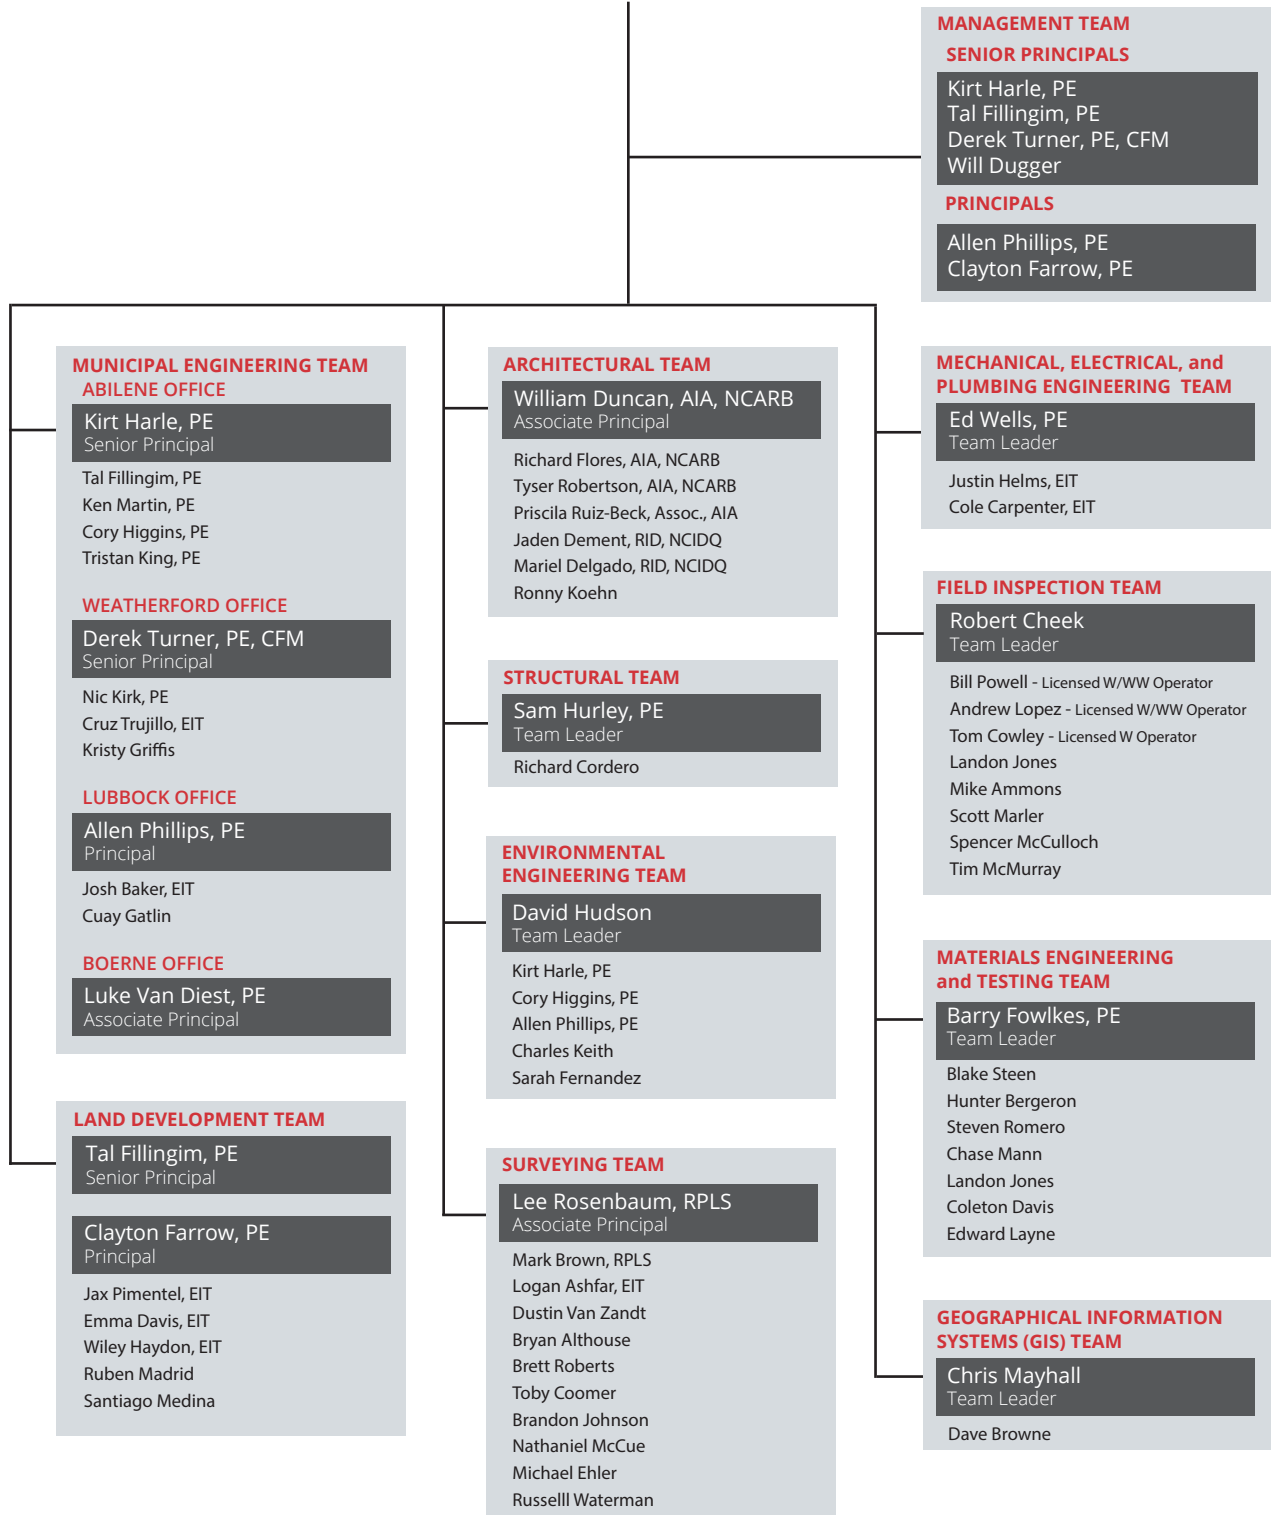 MANAGEMENT TEAM
SENIOR PRINCIPALS
Kirt Harle, PE
Tal Fillingim, PE
Derek Turner, PE, CFM
Will Dugger
PRINCIPALS
Allen Phillips, PE
Clayton Farrow, PE
MUNICIPAL ENGINEERING TEAM
ABILENE OFFICE
Kirt Harle, PE
Senior Principal
Tal Fillingim, PE
Ken Martin, PE
Cory Higgins, PE
Tristan King, PE
WEATHERFORD OFFICE
Derek Turner, PE, CFM
Senior Principal
Nic Kirk, PE
Cruz Trujillo, EIT
Kristy Griffis
LUBBOCK OFFICE
Allen Phillips, PE
Principal
Josh Baker, EIT
Cuay Gatlin
BOERNE OFFICE
Luke Van Diest, PE
Associate Principal
LAND DEVELOPMENT TEAM
Tal Fillingim, PE
Senior Principal
Clayton Farrow, PE
Principal
Jax Pimentel, EIT
Emma Davis, EIT
Wiley Haydon, EIT
Ruben Madrid
Santiago Medina
ARCHITECTURAL TEAM
William Duncan, AIA, NCARB
Associate Principal
Richard Flores, AIA, NCARB
Tyser Robertson, AIA, NCARB
Priscila Ruiz-Beck, Assoc., AIA
Jaden Dement, RID, NCIDQ
Mariel Delgado, RID, NCIDQ
Ronny Koehn
STRUCTURAL TEAM
Sam Hurley, PE
Team Leader
Richard Cordero
ENVIRONMENTAL
ENGINEERING TEAM
David Hudson
Team Leader
Kirt Harle, PE
Cory Higgins, PE
Allen Phillips, PE
Charles Keith
Sarah Fernandez
SURVEYING TEAM
Lee Rosenbaum, RPLS
Associate Principal
Mark Brown, RPLS
Logan Ashfar, EIT
Dustin Van Zandt
Bryan Althouse
Brett Roberts
Toby Coomer
Brandon Johnson
Nathaniel McCue
Michael Ehler
Russelll Waterman
MECHANICAL, ELECTRICAL, and
PLUMBING ENGINEERING TEAM
Ed Wells, PE
Team Leader
Justin Helms, EIT
Cole Carpenter, EIT
FIELD INSPECTION TEAM
Robert Cheek
Team Leader
Bill Powell - Licensed W/WW Operator
Andrew Lopez - Licensed W/WW Operator
Tom Cowley - Licensed W Operator
Landon Jones
Mike Ammons
Scott Marler
Spencer McCulloch
Tim McMurray
MATERIALS ENGINEERING
and TESTING TEAM
Barry Fowlkes, PE
Team Leader
Blake Steen
Hunter Bergeron
Steven Romero
Chase Mann
Landon Jones
Coleton Davis
Edward Layne
GEOGRAPHICAL INFORMATION
SYSTEMS (GIS) TEAM
Chris Mayhall
Team Leader
Dave Browne